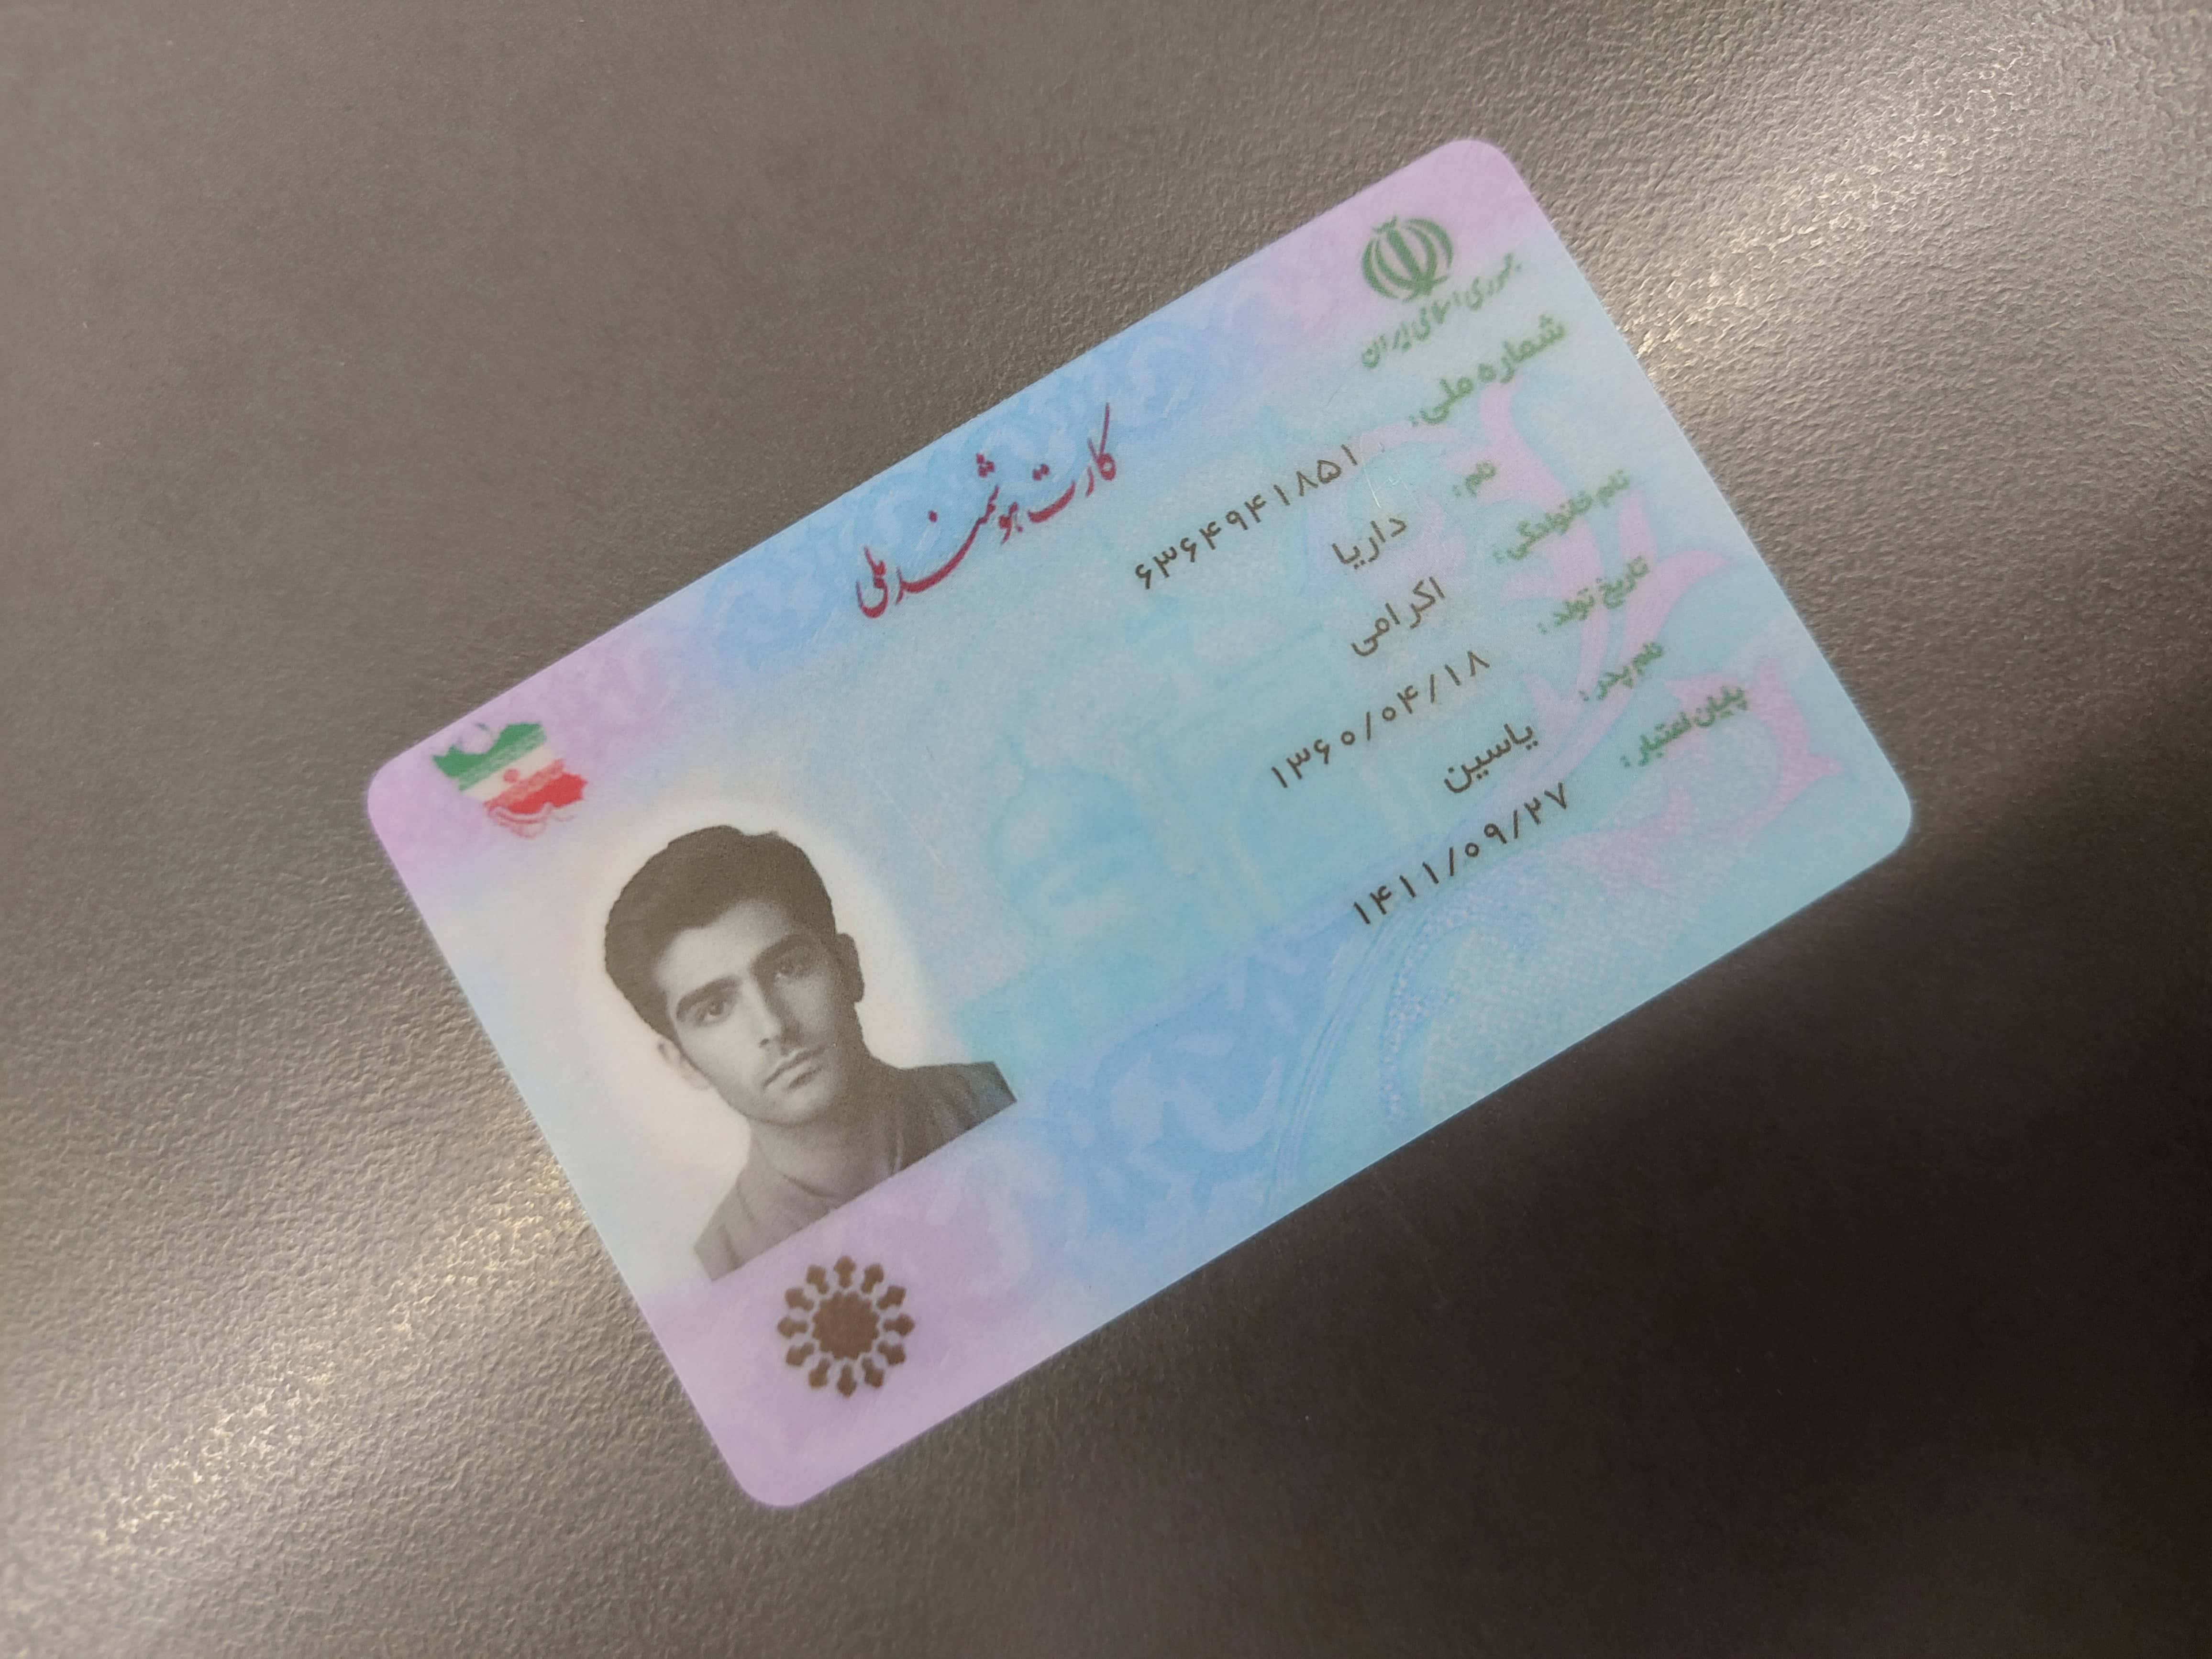 جمهوری اسلامی ایران
کارت هوشمند ملی
شماره ملی: ۶۳۶۴۹۴۱۸۵۱
نام: داریا
نام خانوادگی: اکرامی
تاریخ تولد: ۱۳۶۰/۰۴/۱۸
نام پدر: یاسین
پایان اعتبار: ۱۴۱۱/۰۹/۲۷